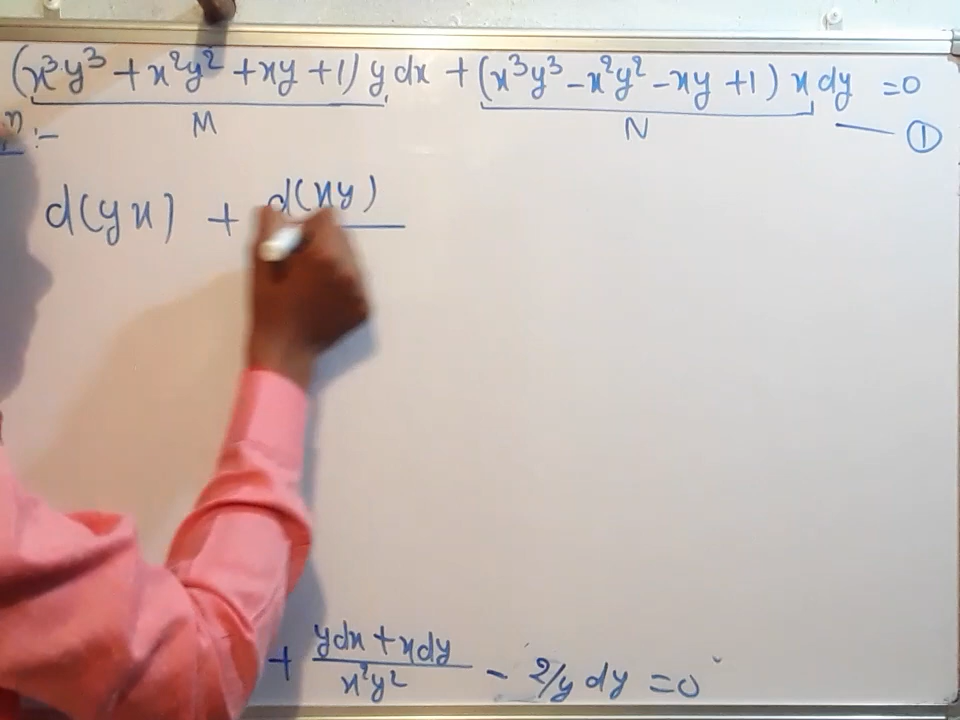 (x³y³ + x²y² + xy + 1) y dx + (x³y³ - x²y² - xy + 1) x dy = 0
M N — ①
:-
d(yx) + d(xy)
+ ydx + xdy / x²y² - 2/y dy = 0